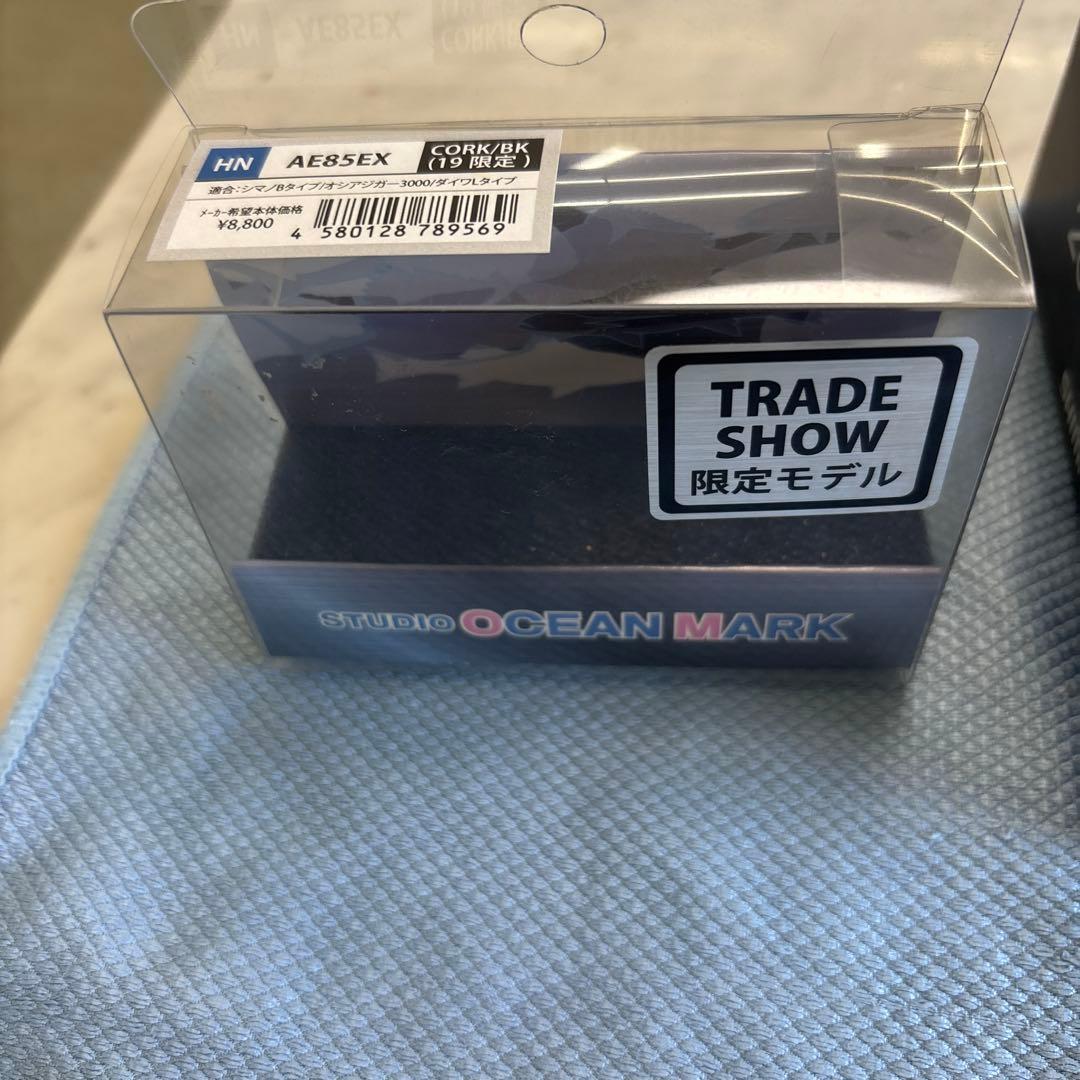 HN AE85EX CORK/BK
(19 限定)
適合:シマノBタイプ/オシアジガー3000/ダイワLタイプ
メーカー希望本体価格
¥8,800
4 580128 789569
TRADE
SHOW
限定モデル
STUDIO OCEAN MARK